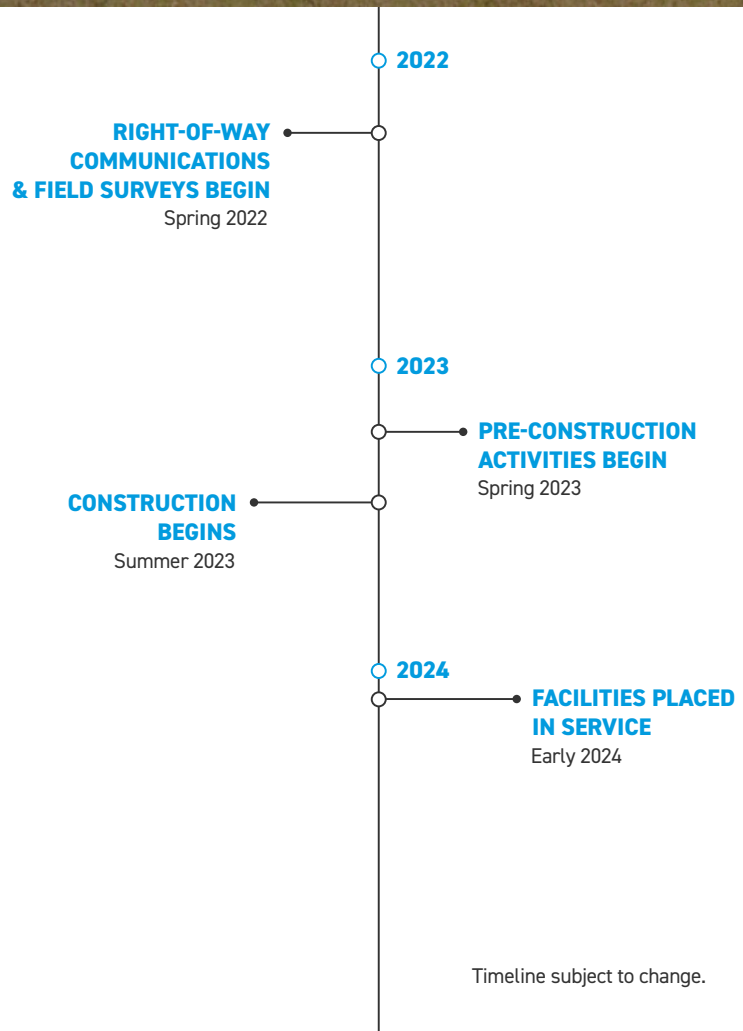 2022
RIGHT-OF-WAY
COMMUNICATIONS
& FIELD SURVEYS BEGIN
Spring 2022
2023
PRE-CONSTRUCTION
ACTIVITIES BEGIN
Spring 2023
CONSTRUCTION
BEGINS
Summer 2023
2024
FACILITIES PLACED
IN SERVICE
Early 2024
Timeline subject to change.